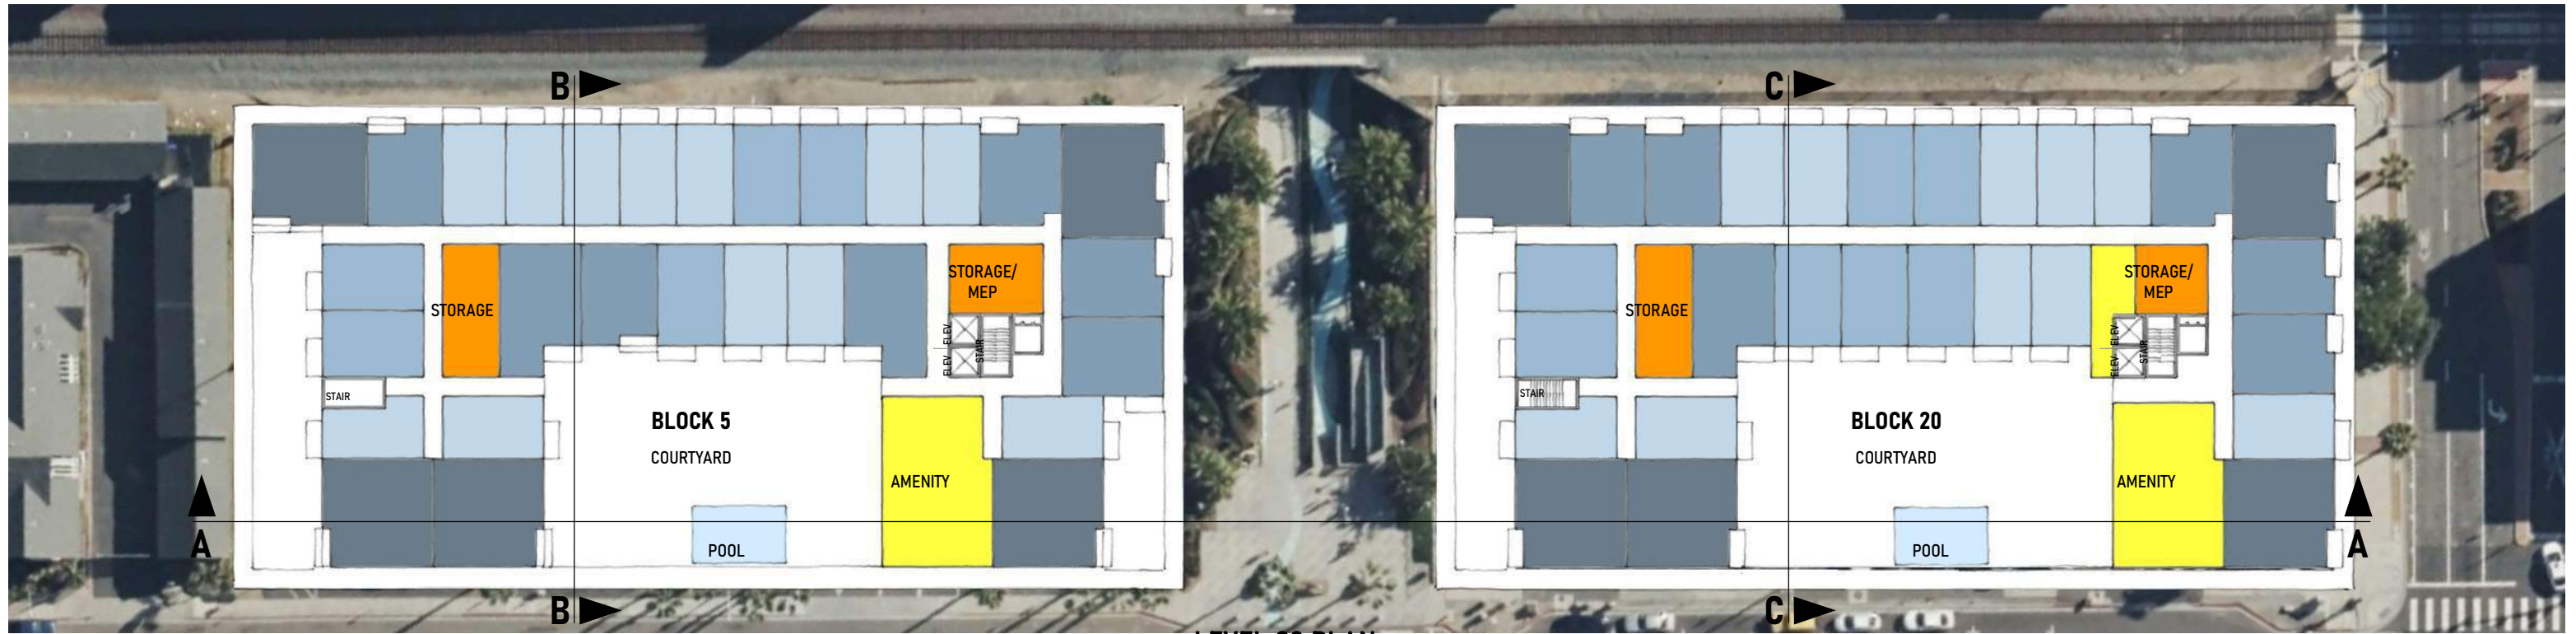 B
C
STORAGE/
MEP
STORAGE/
MEP
STORAGE
STORAGE
ELEV
ELEV
STAIR
ELEV
ELEV
STAIR
STAIR
STAIR
BLOCK 5
COURTYARD
BLOCK 20
COURTYARD
AMENITY
AMENITY
A
A
POOL
POOL
B
C